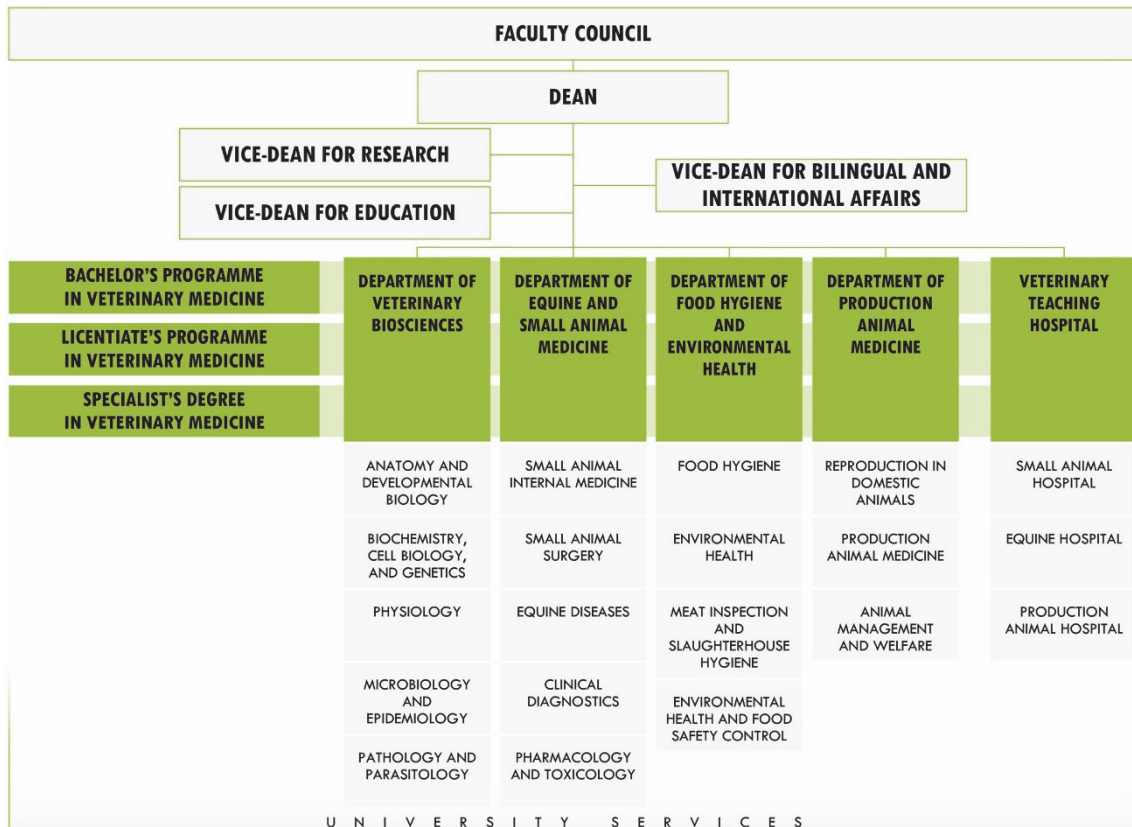 FACULTY COUNCIL
DEAN
VICE-DEAN FOR RESEARCH
VICE-DEAN FOR EDUCATION
VICE-DEAN FOR BILINGUAL AND
INTERNATIONAL AFFAIRS
BACHELOR'S PROGRAMME
IN VETERINARY MEDICINE
LICENTIATE'S PROGRAMME
IN VETERINARY MEDICINE
SPECIALIST'S DEGREE
IN VETERINARY MEDICINE
DEPARTMENT OF
VETERINARY
BIOSCIENCES
ANATOMY AND
DEVELOPMENTAL
BIOLOGY
BIOCHEMISTRY,
CELL BIOLOGY,
AND GENETICS
PHYSIOLOGY
MICROBIOLOGY
AND
EPIDEMIOLOGY
PATHOLOGY AND
PARASITOLOGY
DEPARTMENT OF
EQUINE AND
SMALL ANIMAL
MEDICINE
SMALL ANIMAL
INTERNAL MEDICINE
SMALL ANIMAL
SURGERY
EQUINE DISEASES
CLINICAL
DIAGNOSTICS
PHARMACOLOGY
AND TOXICOLOGY
DEPARTMENT OF
FOOD HYGIENE
AND
ENVIRONMENTAL
HEALTH
FOOD HYGIENE
ENVIRONMENTAL
HEALTH
MEAT INSPECTION
AND
SLAUGHTERHOUSE
HYGIENE
ENVIRONMENTAL
HEALTH AND FOOD
SAFETY CONTROL
DEPARTMENT OF
PRODUCTION
ANIMAL
MEDICINE
REPRODUCTION IN
DOMESTIC
ANIMALS
PRODUCTION
ANIMAL MEDICINE
ANIMAL
MANAGEMENT
AND WELFARE
VETERINARY
TEACHING
HOSPITAL
SMALL ANIMAL
HOSPITAL
EQUINE HOSPITAL
PRODUCTION
ANIMAL HOSPITAL
UNIVERSITY SERVICES